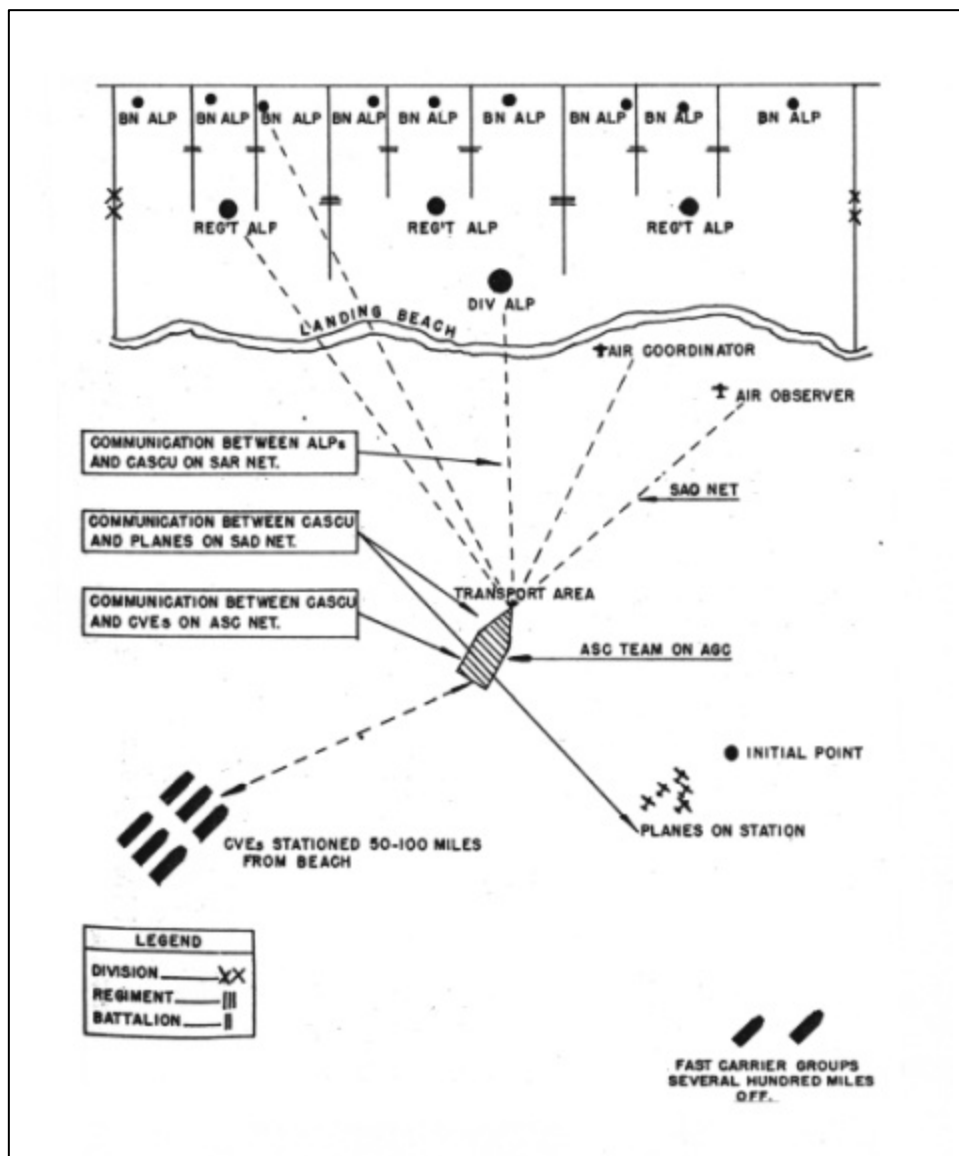 BN ALP BN ALP BN ALP BN ALP BN ALP BN ALP BN ALP BN ALP BN ALP
REG'T ALP REG'T ALP REG'T ALP
DIV ALP
LANDING BEACH
AIR COORDINATOR
AIR OBSERVER
COMMUNICATION BETWEEN ALPs
AND CASCU ON SAR NET.
SAO NET
COMMUNICATION BETWEEN CASCU
AND PLANES ON SAD NET.
TRANSPORT AREA
COMMUNICATION BETWEEN CASCU
AND CVEs ON ASC NET.
ASC TEAM ON AGC
INITIAL POINT
PLANES ON STATION
CVEs STATIONED 50-100 MILES
FROM BEACH
LEGEND
DIVISION XX
REGIMENT |||
BATTALION ||
FAST CARRIER GROUPS
SEVERAL HUNDRED MILES
OFF.